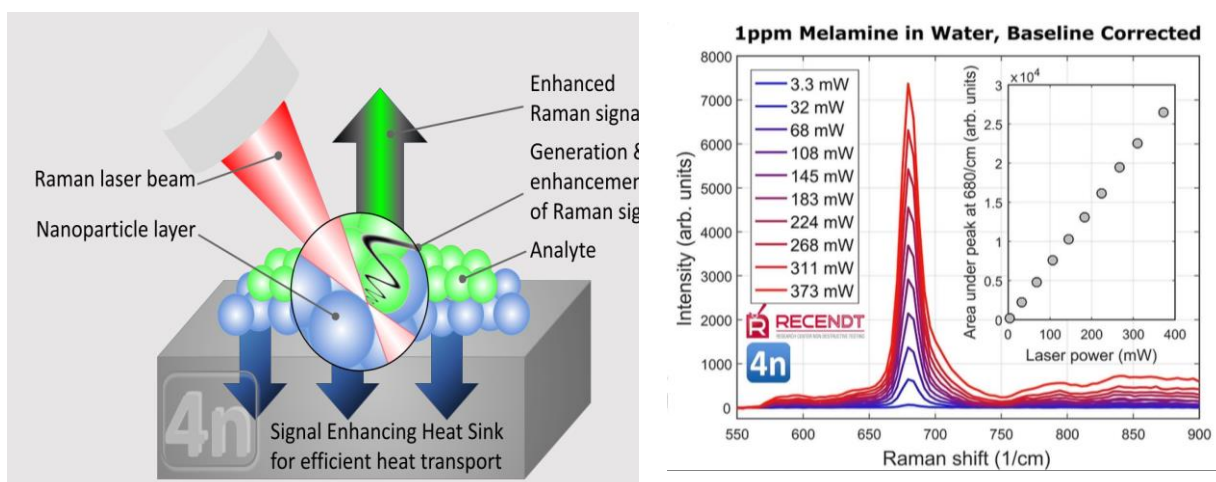 Enhanced
Raman signa
Generation &
enhancemen
of Raman sig
Analyte
Raman laser beam
Nanoparticle layer
4n
Signal Enhancing Heat Sink
for efficient heat transport
1ppm Melamine in Water, Baseline Corrected
Intensity (arb. units)
8000
7000
6000
5000
4000
3000
2000
1000
0
3.3 mW
32 mW
68 mW
108 mW
145 mW
183 mW
224 mW
268 mW
311 mW
373 mW
R RECENDT
4n
Area under peak at 680/cm (arb. units)
×10⁴
3
2.5
2
1.5
1
0.5
0
0 100 200 300 400
Laser power (mW)
550 600 650 700 750 800 850 900
Raman shift (1/cm)